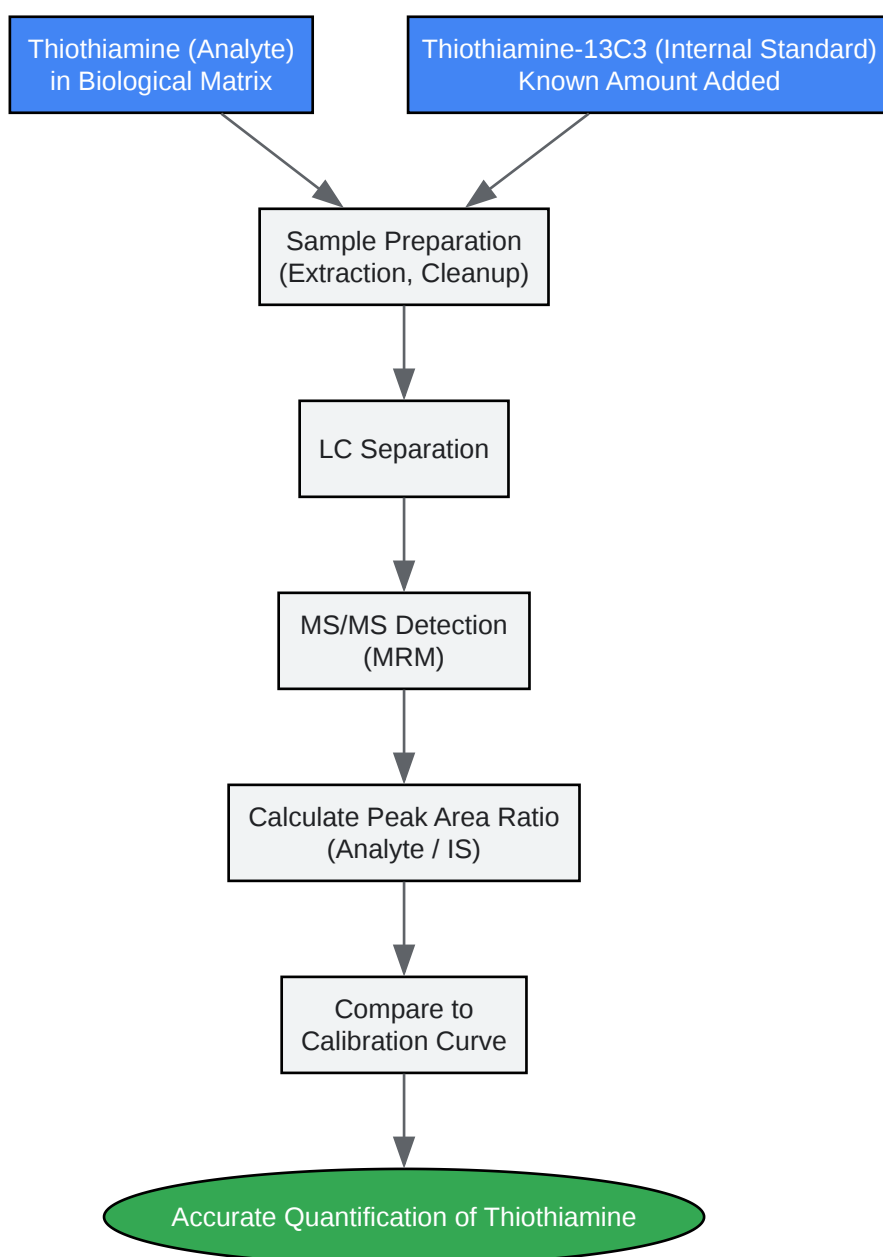 Thiothiamine (Analyte)
in Biological Matrix
Thiothiamine-13C3 (Internal Standard)
Known Amount Added
Sample Preparation
(Extraction, Cleanup)
LC Separation
MS/MS Detection
(MRM)
Calculate Peak Area Ratio
(Analyte / IS)
Compare to
Calibration Curve
Accurate Quantification of Thiothiamine